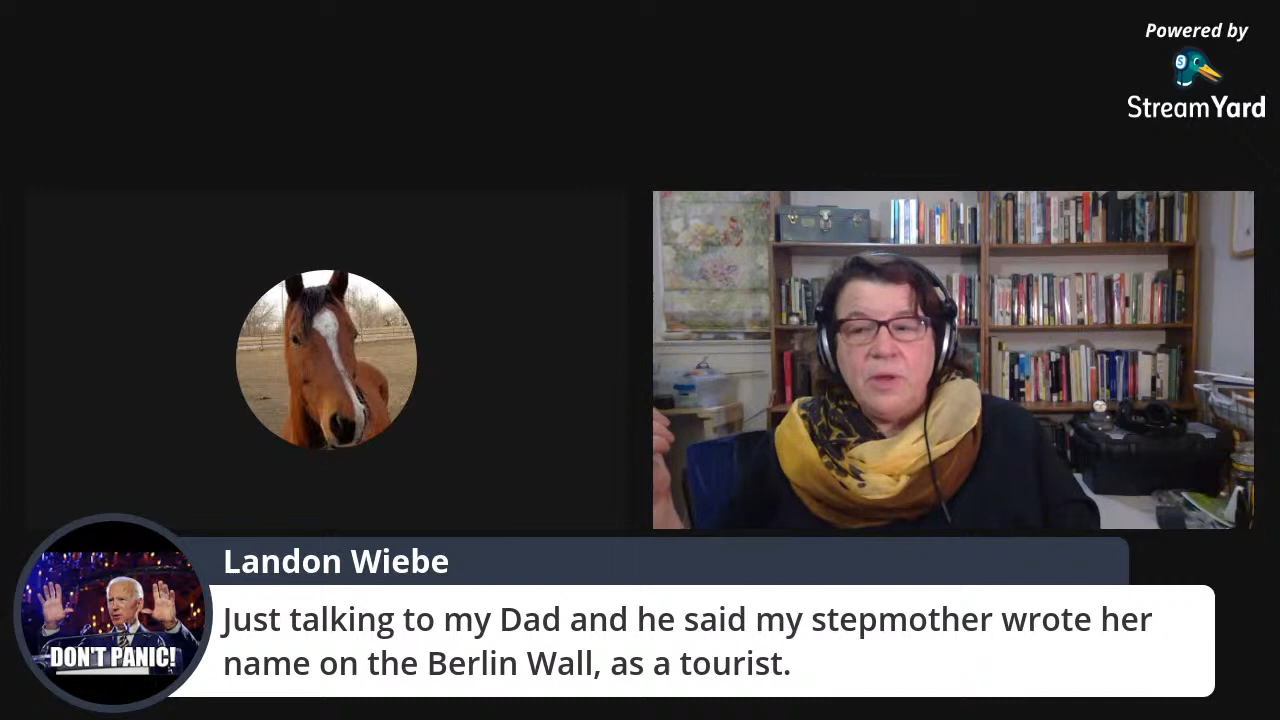 Powered by
StreamYard
Landon Wiebe
Just talking to my Dad and he said my stepmother wrote her
name on the Berlin Wall, as a tourist.
DON'T PANIC!